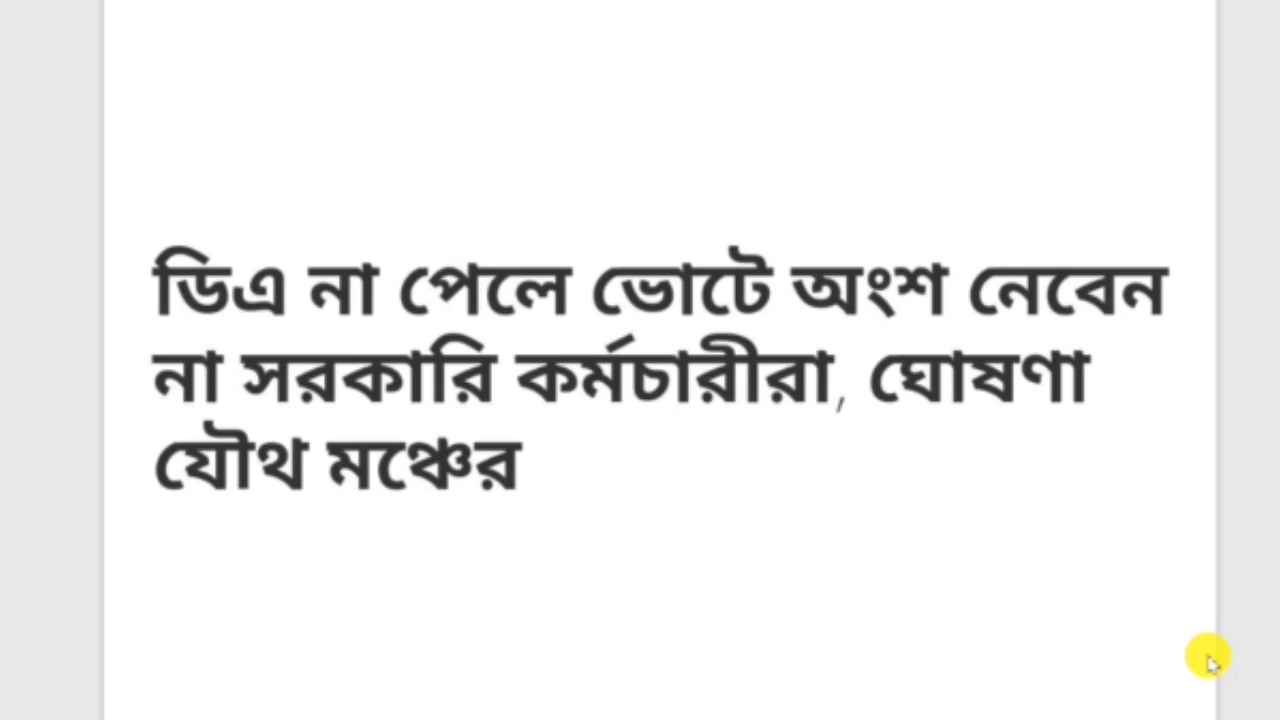 ডিএ না পেলে ভোটে অংশ নেবেন
না সরকারি কর্মচারীরা, ঘোষণা
যৌথ মঞ্চের